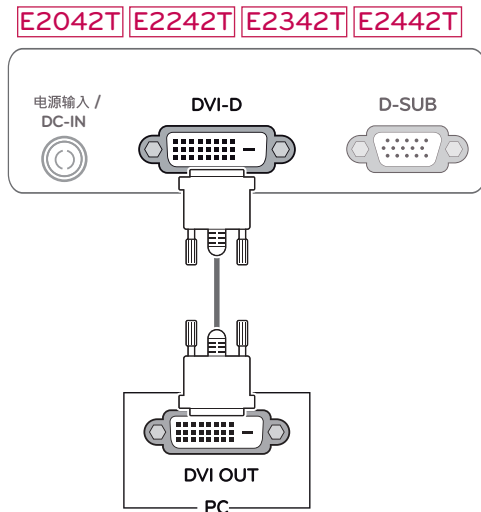 E2042T E2242T E2342T E2442T
电源输入 /
DC-IN
DVI-D
D-SUB
DVI OUT
PC